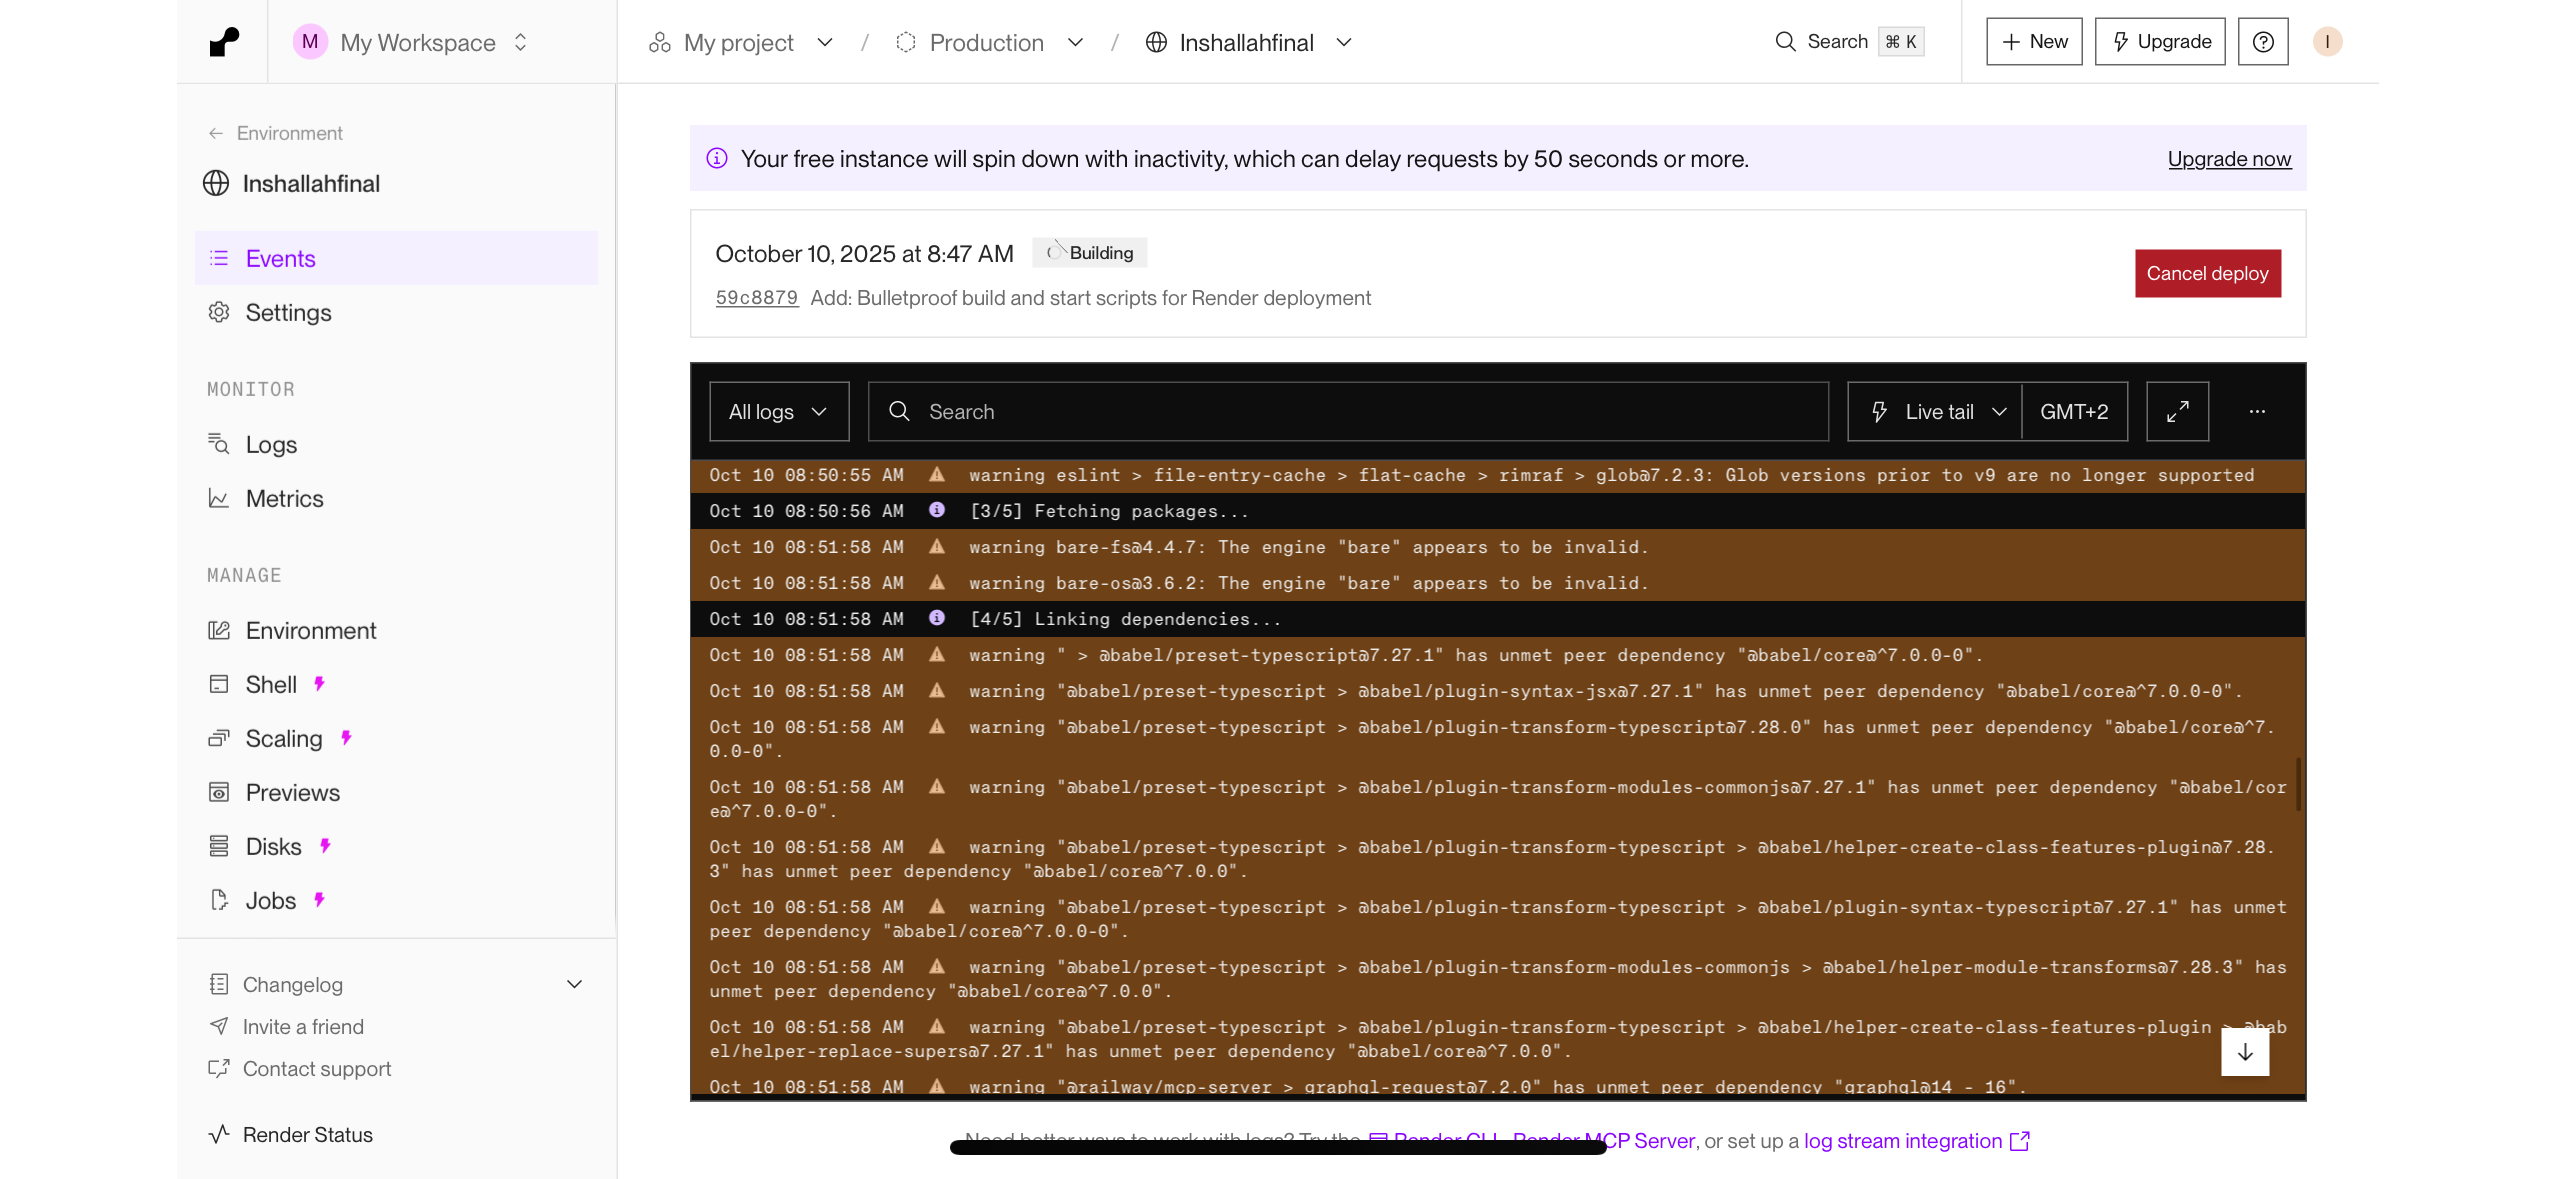 M My Workspace
My project / Production / Inshallahfinal
Search ⌘ K
+ New
Upgrade
I
← Environment
Inshallahfinal
Events
Settings
MONITOR
Logs
Metrics
MANAGE
Environment
Shell
Scaling
Previews
Disks
Jobs
Changelog
Invite a friend
Contact support
Render Status
Your free instance will spin down with inactivity, which can delay requests by 50 seconds or more.
Upgrade now
October 10, 2025 at 8:47 AM Building
59c8879 Add: Bulletproof build and start scripts for Render deployment
Cancel deploy
All logs
Search
Live tail
GMT+2
Oct 10 08:50:55 AM warning eslint > file-entry-cache > flat-cache > rimraf > glob@7.2.3: Glob versions prior to v9 are no longer supported
Oct 10 08:50:56 AM [3/5] Fetching packages...
Oct 10 08:51:58 AM warning bare-fs@4.4.7: The engine "bare" appears to be invalid.
Oct 10 08:51:58 AM warning bare-os@3.6.2: The engine "bare" appears to be invalid.
Oct 10 08:51:58 AM [4/5] Linking dependencies...
Oct 10 08:51:58 AM warning " > @babel/preset-typescript@7.27.1" has unmet peer dependency "@babel/core@^7.0.0-0".
Oct 10 08:51:58 AM warning "@babel/preset-typescript > @babel/plugin-syntax-jsx@7.27.1" has unmet peer dependency "@babel/core@^7.0.0-0".
Oct 10 08:51:58 AM warning "@babel/preset-typescript > @babel/plugin-transform-typescript@7.28.0" has unmet peer dependency "@babel/core@^7.
0.0-0".
Oct 10 08:51:58 AM warning "@babel/preset-typescript > @babel/plugin-transform-modules-commonjs@7.27.1" has unmet peer dependency "@babel/cor
e@^7.0.0-0".
Oct 10 08:51:58 AM warning "@babel/preset-typescript > @babel/plugin-transform-typescript > @babel/helper-create-class-features-plugin@7.28.
3" has unmet peer dependency "@babel/core@^7.0.0".
Oct 10 08:51:58 AM warning "@babel/preset-typescript > @babel/plugin-transform-typescript > @babel/plugin-syntax-typescript@7.27.1" has unmet
peer dependency "@babel/core@^7.0.0-0".
Oct 10 08:51:58 AM warning "@babel/preset-typescript > @babel/plugin-transform-modules-commonjs > @babel/helper-module-transforms@7.28.3" has
unmet peer dependency "@babel/core@^7.0.0".
Oct 10 08:51:58 AM warning "@babel/preset-typescript > @babel/plugin-transform-typescript > @babel/helper-create-class-features-plugin > @bab
el/helper-replace-supers@7.27.1" has unmet peer dependency "@babel/core@^7.0.0".
Oct 10 08:51:58 AM warning "@railway/mcp-server > graphql-request@7.2.0" has unmet peer dependency "graphql@14 - 16".
Need better ways to work with logs? Try the Render CLI, Render MCP Server, or set up a log stream integration